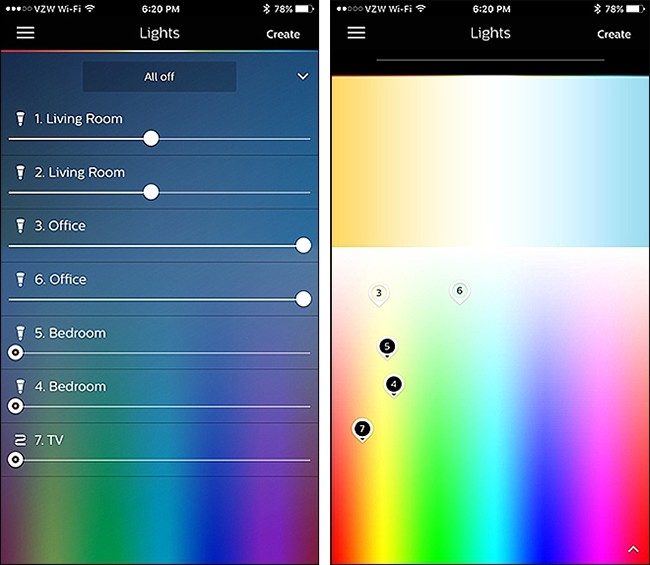 VZW Wi-Fi 6:20 PM 78%
Lights Create
All off
1. Living Room
2. Living Room
3. Office
6. Office
5. Bedroom
4. Bedroom
7. TV
VZW Wi-Fi 6:20 PM 78%
Lights Create
3
6
5
4
7